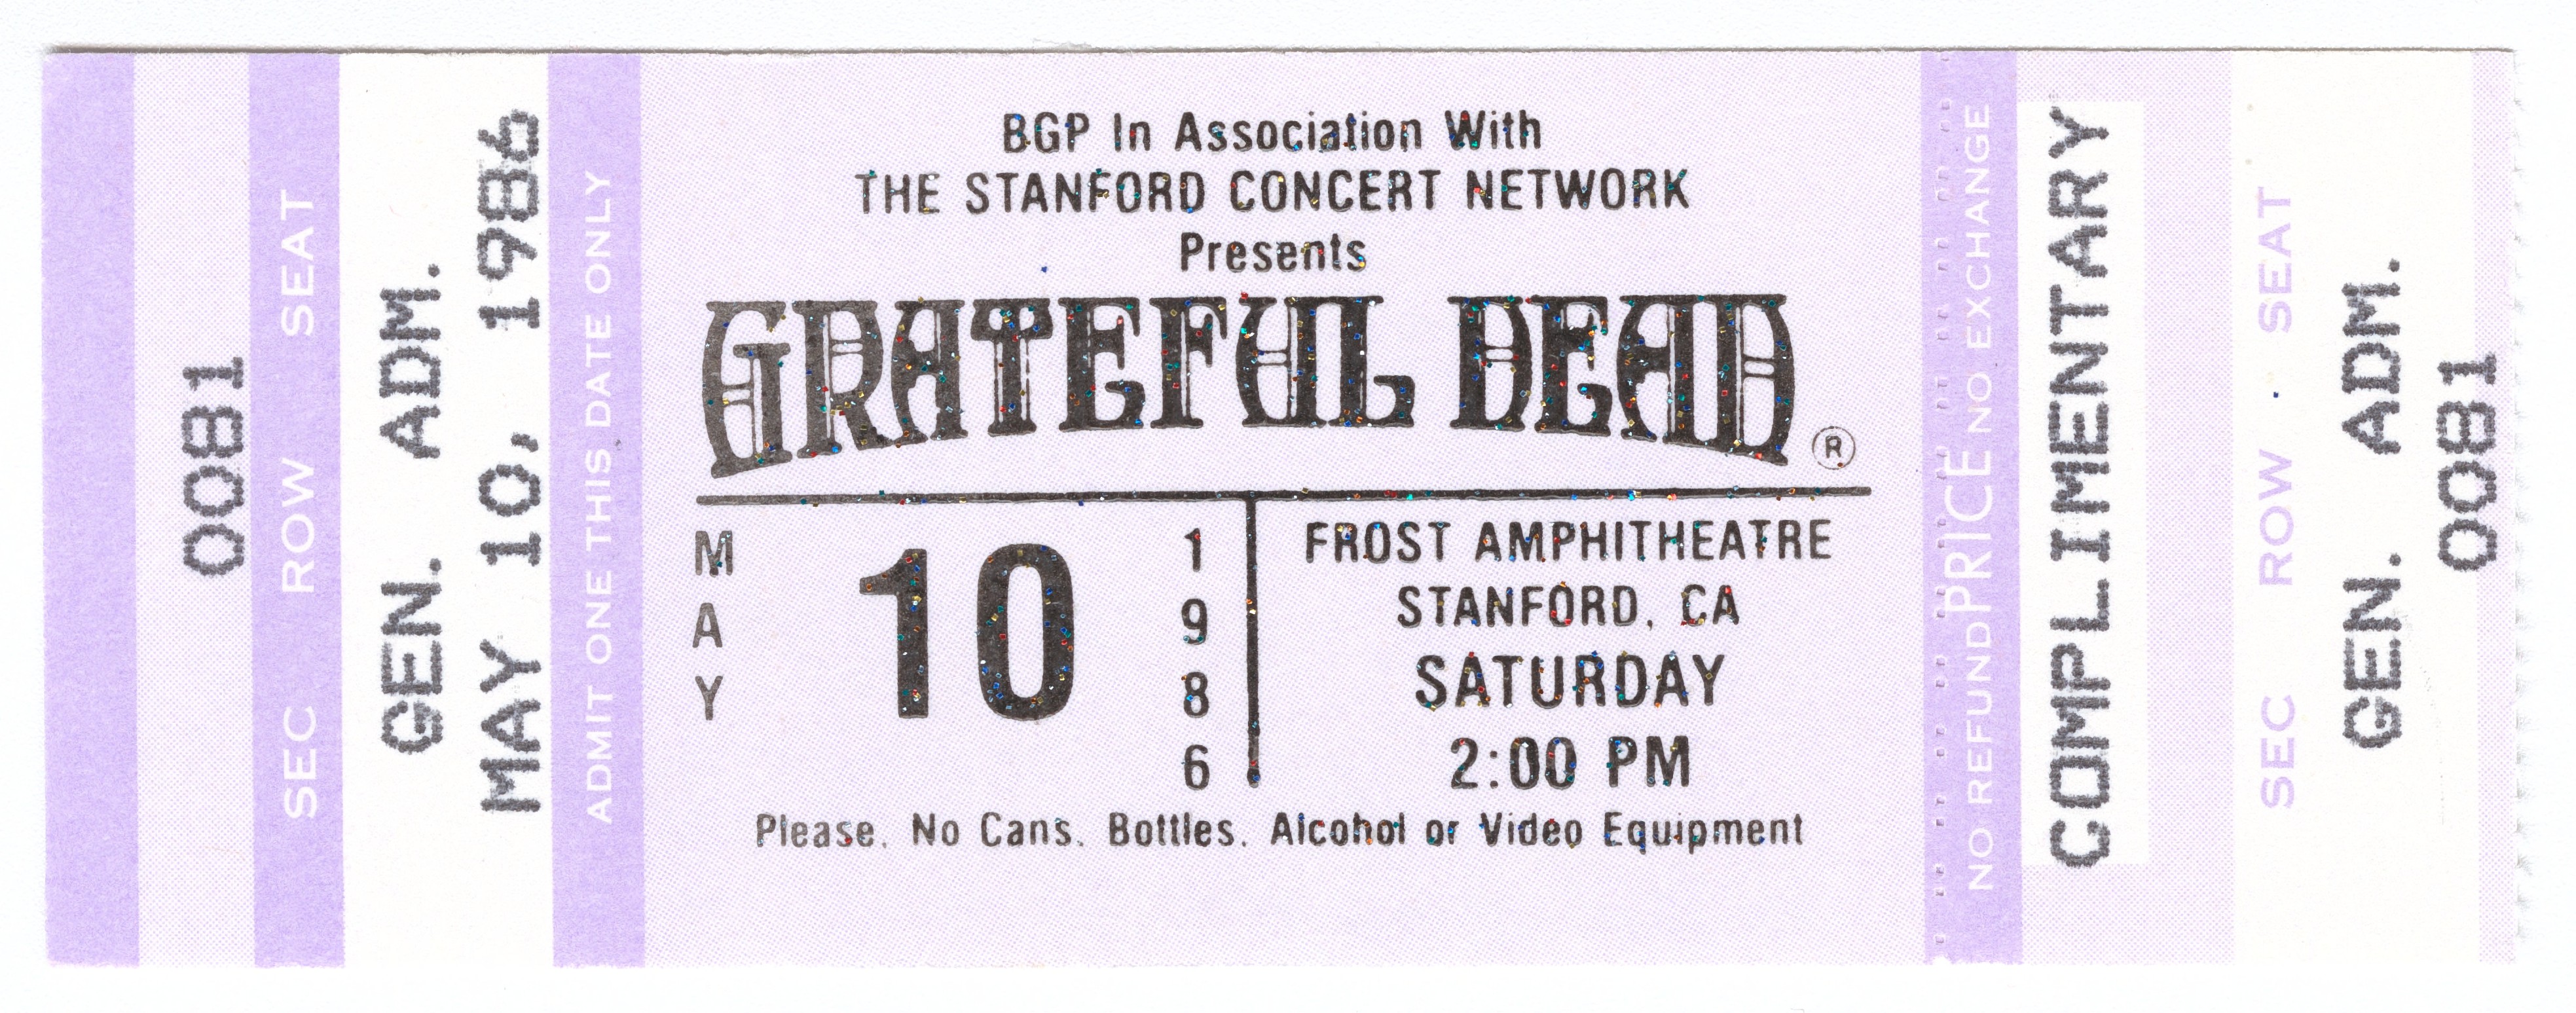 0081
SEC ROW SEAT
GEN. ADM.
MAY 10, 1986
ADMIT ONE THIS DATE ONLY
BGP In Association With
THE STANFORD CONCERT NETWORK
Presents
GRATEFUL DEAD ®
MAY
10
1986
FROST AMPHITHEATRE
STANFORD, CA
SATURDAY
2:00 PM
Please, No Cans, Bottles, Alcohol or Video Equipment
PRICE
NO REFUND NO EXCHANGE
COMPLIMENTARY
SEC ROW SEAT
GEN. ADM.
0081